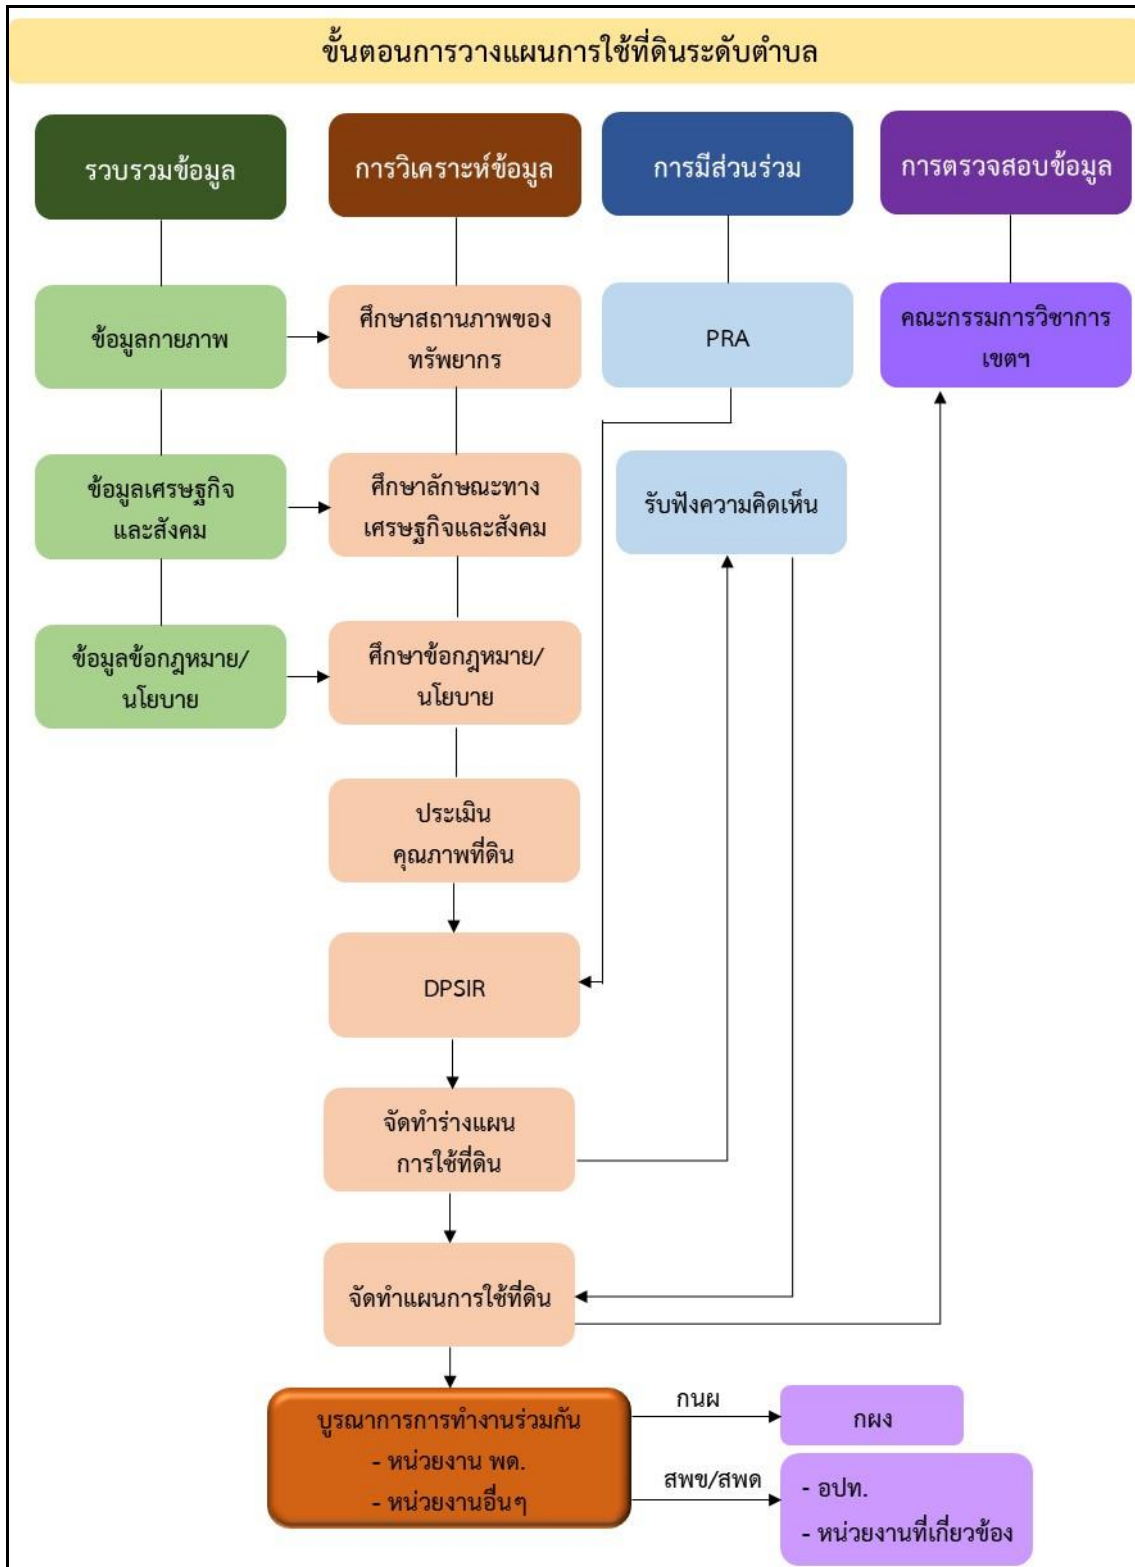 ขั้นตอนการวางแผนการใช้ที่ดินระดับตำบล
รวบรวมข้อมูล
การวิเคราะห์ข้อมูล
การมีส่วนร่วม
การตรวจสอบข้อมูล
ข้อมูลกายภาพ
ศึกษาสถานภาพของ
ทรัพยากร
PRA
คณะกรรมการวิชาการ
เขตฯ
ข้อมูลเศรษฐกิจ
และสังคม
ศึกษาลักษณะทาง
เศรษฐกิจและสังคม
รับฟังความคิดเห็น
ข้อมูลข้อกฎหมาย/
นโยบาย
ศึกษาข้อกฎหมาย/
นโยบาย
ประเมิน
คุณภาพที่ดิน
DPSIR
จัดทำร่างแผน
การใช้ที่ดิน
จัดทำแผนการใช้ที่ดิน
บูรณาการการทำงานร่วมกัน
- หน่วยงาน พด.
- หน่วยงานอื่นๆ
กนผ
กผง
สพข/สพด
- อปท.
- หน่วยงานที่เกี่ยวข้อง